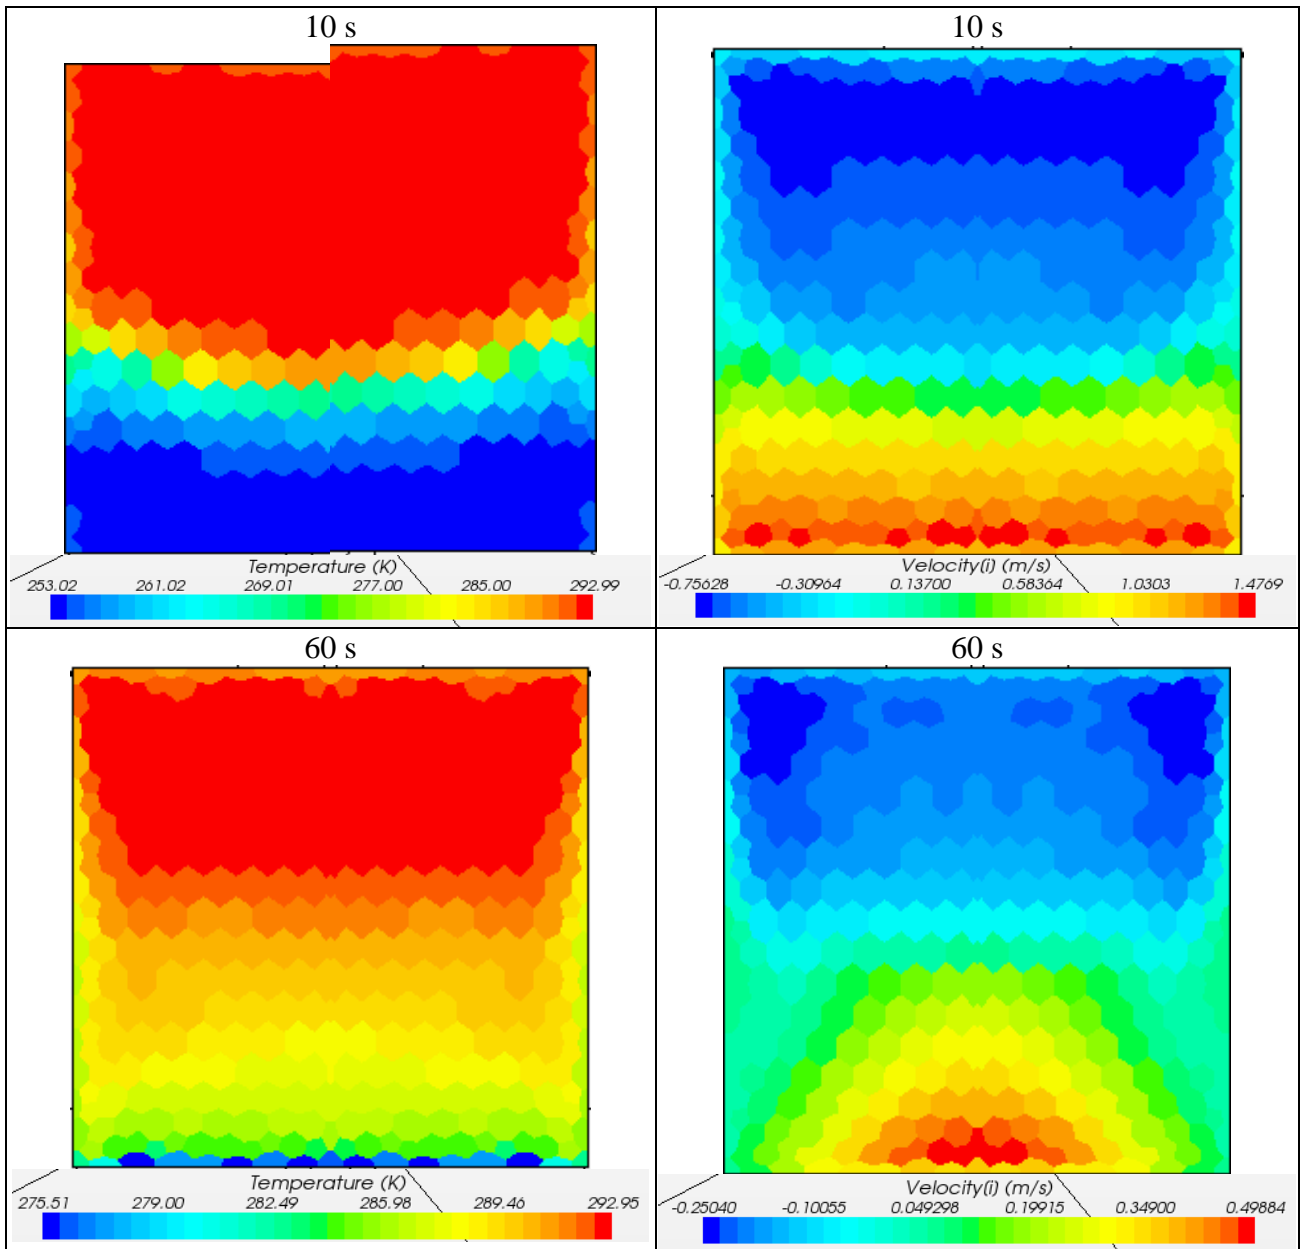 10 s
10 s
Temperature (K)
253.02 261.02 269.01 277.00 285.00 292.99
Velocity(i) (m/s)
-0.75628 -0.30964 0.13700 0.58364 1.0303 1.4769
60 s
60 s
Temperature (K)
275.51 279.00 282.49 285.98 289.46 292.95
Velocity(i) (m/s)
-0.25040 -0.10055 0.049298 0.19915 0.34900 0.49884